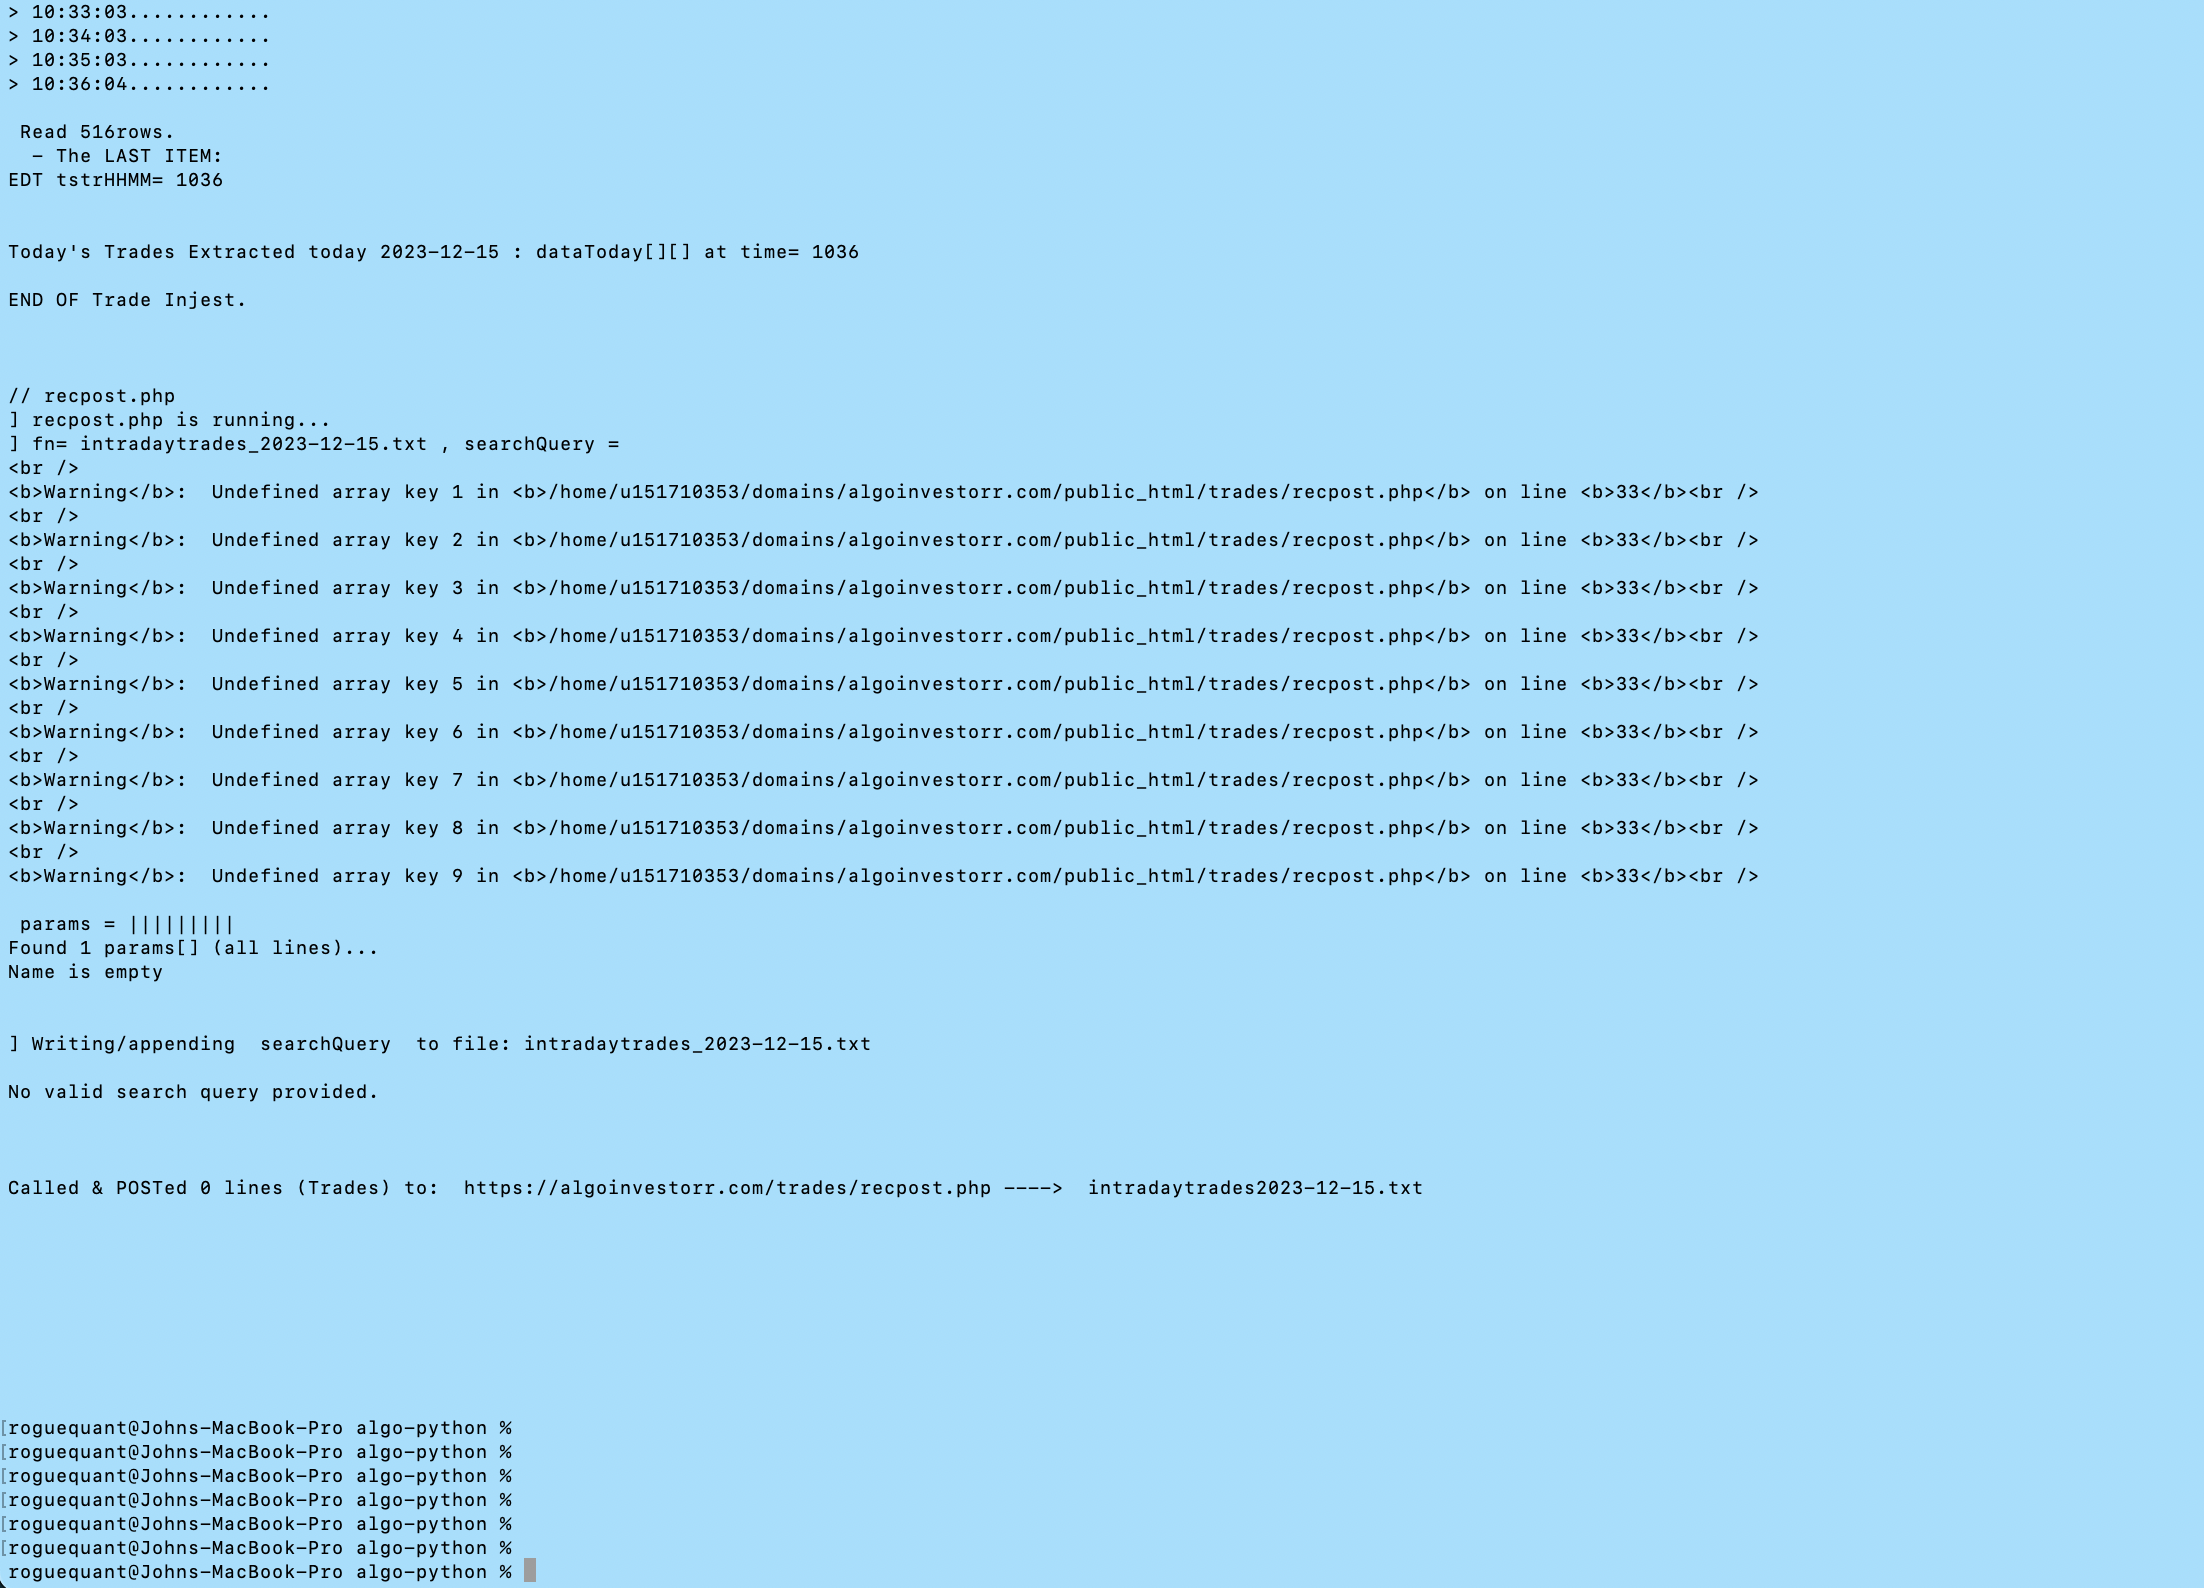 > 10:33:03............
> 10:34:03............
> 10:35:03............
> 10:36:04............
Read 516rows.
- The LAST ITEM:
EDT tstrHHMM= 1036
Today's Trades Extracted today 2023-12-15 : dataToday[][] at time= 1036
END OF Trade Injest.
// recpost.php
] recpost.php is running...
] fn= intradaytrades_2023-12-15.txt , searchQuery =
<br />
<b>Warning</b>:  Undefined array key 1 in <b>/home/u151710353/domains/algoinvestorr.com/public_html/trades/recpost.php</b> on line <b>33</b><br />
<br />
<b>Warning</b>:  Undefined array key 2 in <b>/home/u151710353/domains/algoinvestorr.com/public_html/trades/recpost.php</b> on line <b>33</b><br />
<br />
<b>Warning</b>:  Undefined array key 3 in <b>/home/u151710353/domains/algoinvestorr.com/public_html/trades/recpost.php</b> on line <b>33</b><br />
<br />
<b>Warning</b>:  Undefined array key 4 in <b>/home/u151710353/domains/algoinvestorr.com/public_html/trades/recpost.php</b> on line <b>33</b><br />
<br />
<b>Warning</b>:  Undefined array key 5 in <b>/home/u151710353/domains/algoinvestorr.com/public_html/trades/recpost.php</b> on line <b>33</b><br />
<br />
<b>Warning</b>:  Undefined array key 6 in <b>/home/u151710353/domains/algoinvestorr.com/public_html/trades/recpost.php</b> on line <b>33</b><br />
<br />
<b>Warning</b>:  Undefined array key 7 in <b>/home/u151710353/domains/algoinvestorr.com/public_html/trades/recpost.php</b> on line <b>33</b><br />
<br />
<b>Warning</b>:  Undefined array key 8 in <b>/home/u151710353/domains/algoinvestorr.com/public_html/trades/recpost.php</b> on line <b>33</b><br />
<br />
<b>Warning</b>:  Undefined array key 9 in <b>/home/u151710353/domains/algoinvestorr.com/public_html/trades/recpost.php</b> on line <b>33</b><br />
params = |||||||||
Found 1 params[] (all lines)...
Name is empty
] Writing/appending  searchQuery  to file: intradaytrades_2023-12-15.txt
No valid search query provided.
Called & POSTed 0 lines (Trades) to:  https://algoinvestorr.com/trades/recpost.php ---->  intradaytrades2023-12-15.txt
[roguequant@Johns-MacBook-Pro algo-python %
[roguequant@Johns-MacBook-Pro algo-python %
[roguequant@Johns-MacBook-Pro algo-python %
[roguequant@Johns-MacBook-Pro algo-python %
[roguequant@Johns-MacBook-Pro algo-python %
[roguequant@Johns-MacBook-Pro algo-python %
roguequant@Johns-MacBook-Pro algo-python %